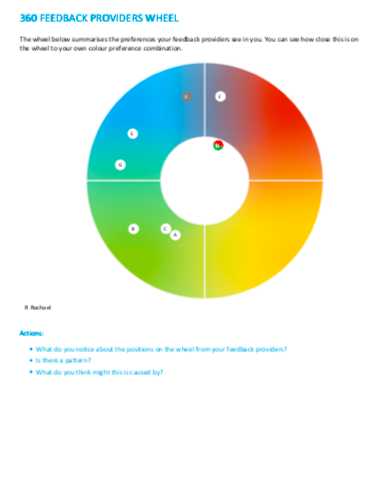 360 FEEDBACK PROVIDERS WHEEL
The wheel below summarises the preferences your feedback providers see in you. You can see how close this is on
the wheel to your own colour preference combination.
F
E
G
B
C
A
R Rachael
Actions:
• What do you notice about the positions on the wheel from your feedback providers?
• Is there a pattern?
• What do you think might this is caused by?